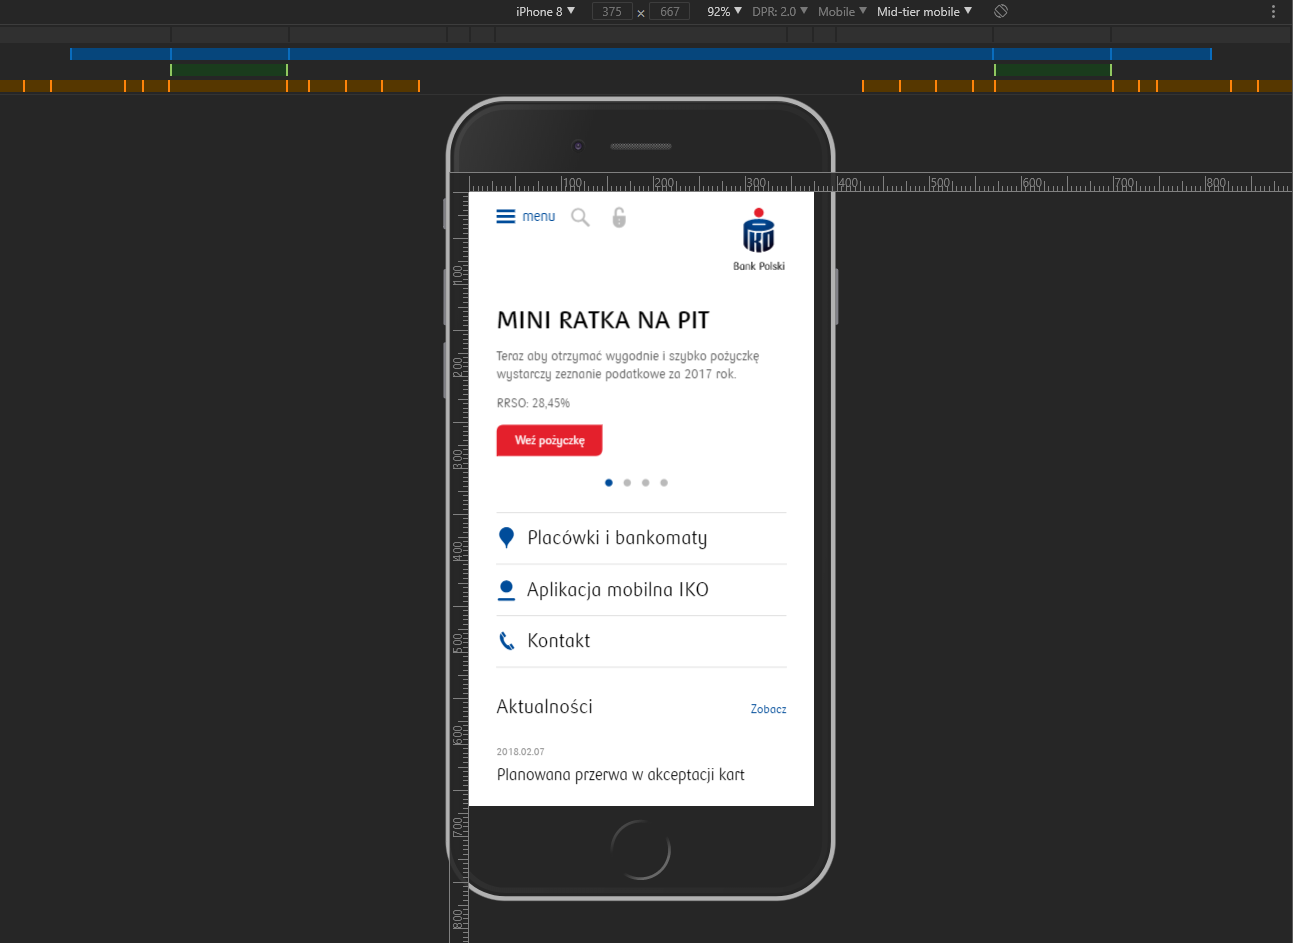 iPhone 8 ▼ 375 × 667 92% ▼ DPR: 2.0 ▼ Mobile ▼ Mid-tier mobile ▼
100 200 300 400 500 600 700 800
menu
PKO
Bank Polski
100
MINI RATKA NA PIT
Teraz aby otrzymać wygodnie i szybko pożyczkę
wystarczy zeznanie podatkowe za 2017 rok.
200
RRSO: 28,45%
Weź pożyczkę
300
Placówki i bankomaty
400
Aplikacja mobilna IKO
Kontakt
500
Aktualności Zobacz
600
2018.02.07
Planowana przerwa w akceptacji kart
700
800